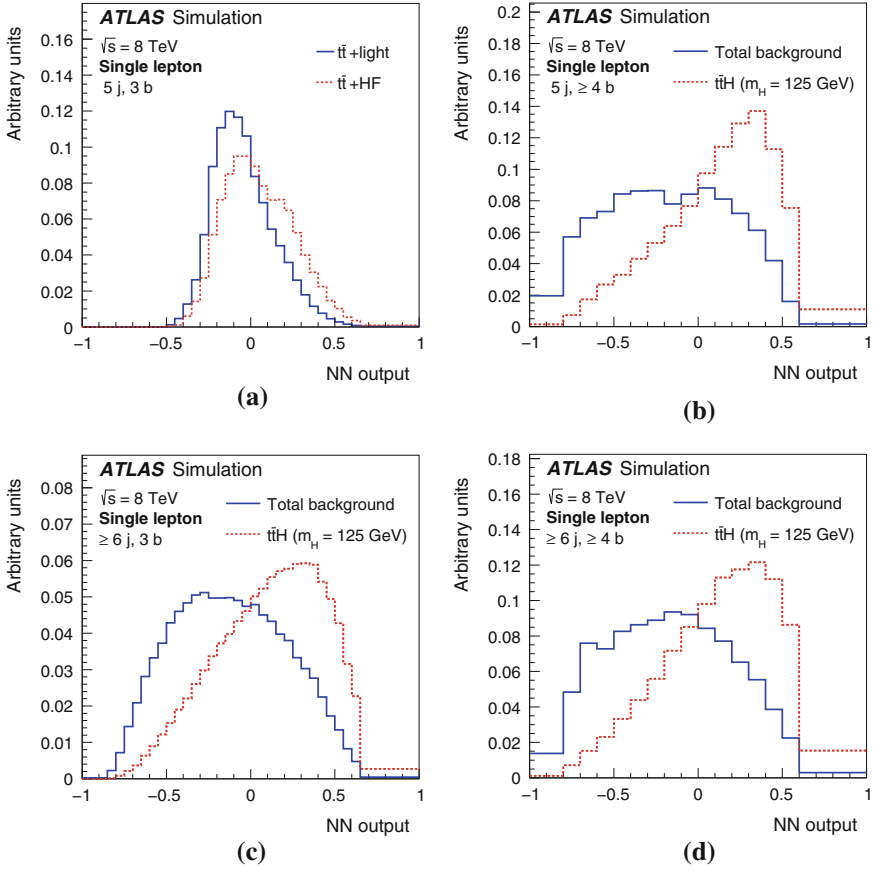 ATLAS Simulation
√s = 8 TeV
Single lepton
5 j, 3 b
tt̄ +light
tt̄ +HF
Arbitrary units
0.16
0.14
0.12
0.1
0.08
0.06
0.04
0.02
0
−1 −0.5 0 0.5 1
NN output
(a)
ATLAS Simulation
√s = 8 TeV
Single lepton
5 j, ≥ 4 b
Total background
tt̄H (m_H = 125 GeV)
Arbitrary units
0.2
0.18
0.16
0.14
0.12
0.1
0.08
0.06
0.04
0.02
0
−1 −0.5 0 0.5 1
NN output
(b)
ATLAS Simulation
√s = 8 TeV
Single lepton
≥ 6 j, 3 b
Total background
tt̄H (m_H = 125 GeV)
Arbitrary units
0.08
0.07
0.06
0.05
0.04
0.03
0.02
0.01
0
−1 −0.5 0 0.5 1
NN output
(c)
ATLAS Simulation
√s = 8 TeV
Single lepton
≥ 6 j, ≥ 4 b
Total background
tt̄H (m_H = 125 GeV)
Arbitrary units
0.18
0.16
0.14
0.12
0.1
0.08
0.06
0.04
0.02
0
−1 −0.5 0 0.5 1
NN output
(d)